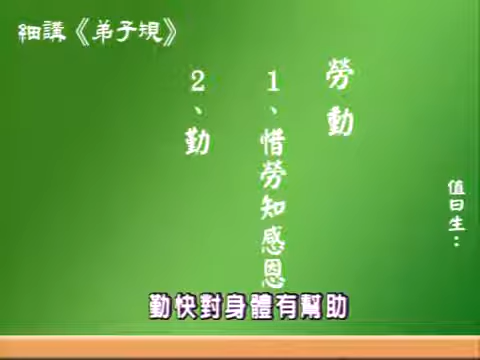 細講《弟子規》
勞動
1、惜勞知感恩
2、勤
值日生：
勤快對身體有幫助